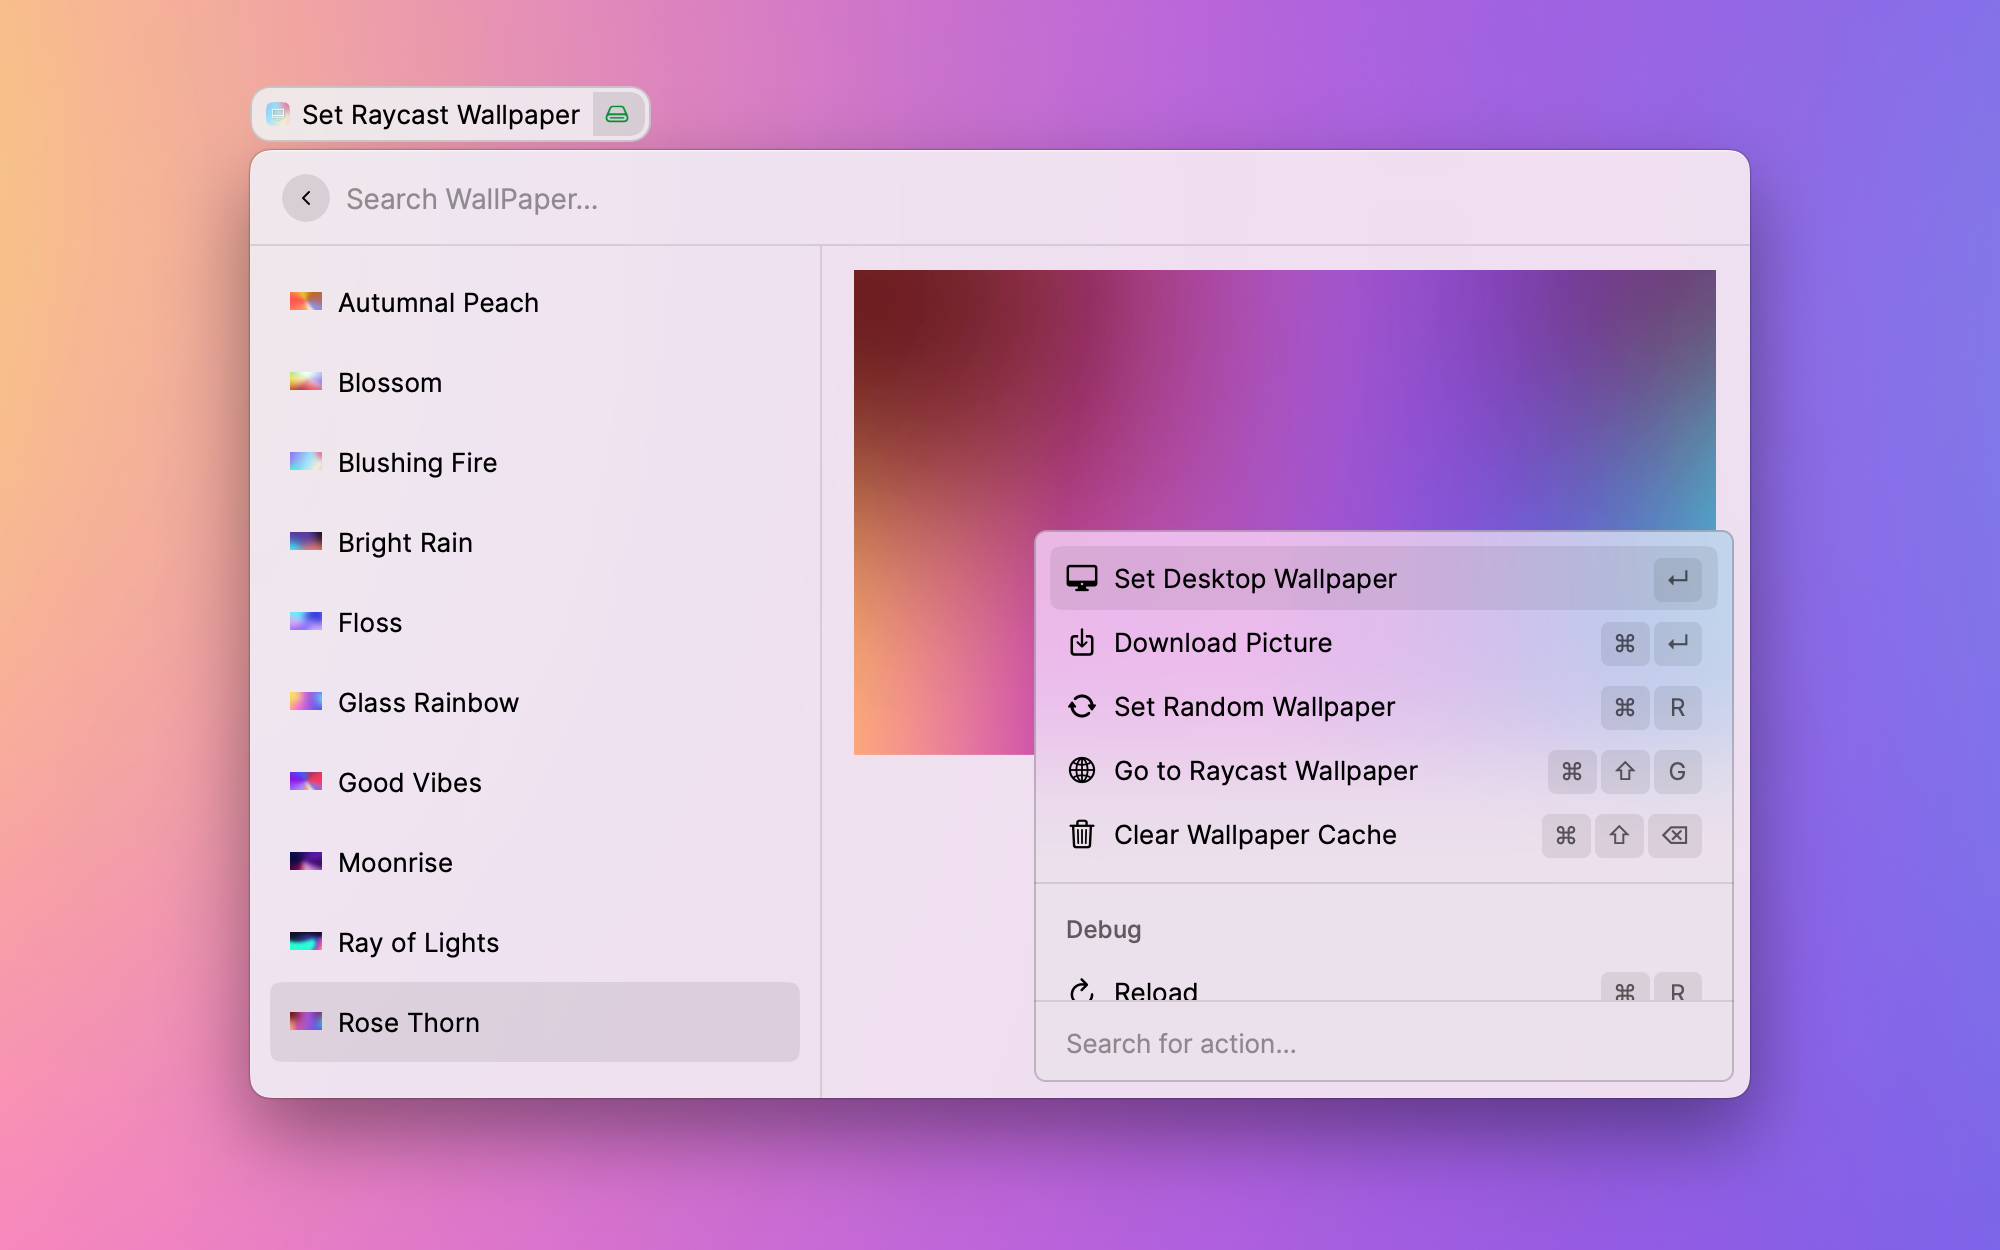 Set Raycast Wallpaper
Search WallPaper...
Autumnal Peach
Blossom
Blushing Fire
Bright Rain
Floss
Glass Rainbow
Good Vibes
Moonrise
Ray of Lights
Rose Thorn
Set Desktop Wallpaper ↵
Download Picture ⌘ ↵
Set Random Wallpaper ⌘ R
Go to Raycast Wallpaper ⌘ ⇧ G
Clear Wallpaper Cache ⌘ ⇧ ⌫
Debug
Reload ⌘ R
Search for action...